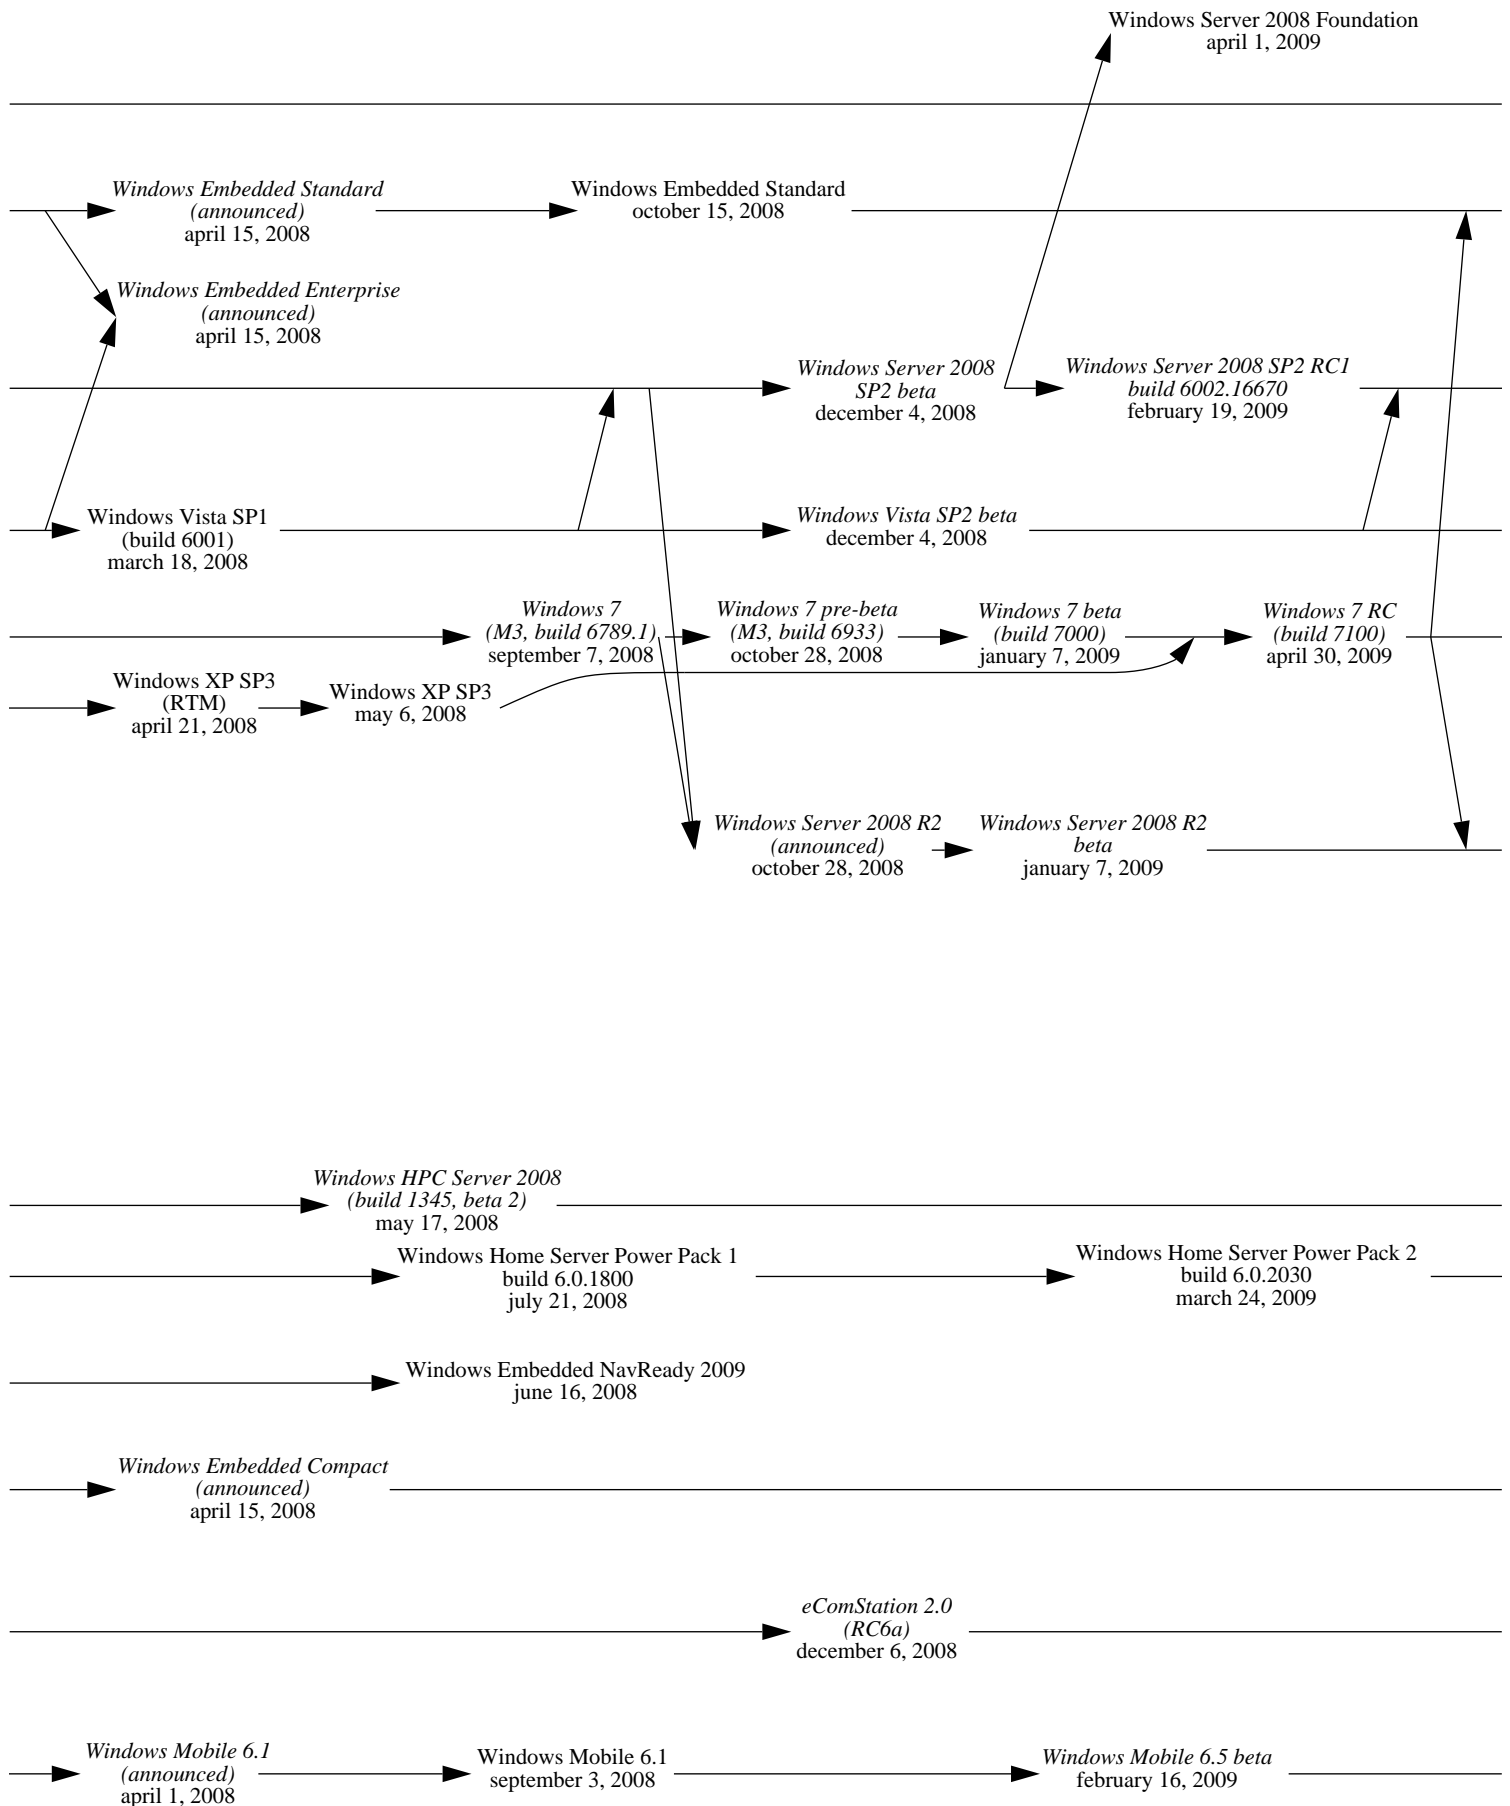 Windows Server 2008 Foundation
april 1, 2009
Windows Embedded Standard
(announced)
april 15, 2008
Windows Embedded Standard
october 15, 2008
Windows Embedded Enterprise
(announced)
april 15, 2008
Windows Server 2008
SP2 beta
december 4, 2008
Windows Server 2008 SP2 RC1
build 6002.16670
february 19, 2009
Windows Vista SP1
(build 6001)
march 18, 2008
Windows Vista SP2 beta
december 4, 2008
Windows 7
(M3, build 6789.1)
september 7, 2008
Windows 7 pre-beta
(M3, build 6933)
october 28, 2008
Windows 7 beta
(build 7000)
january 7, 2009
Windows 7 RC
(build 7100)
april 30, 2009
Windows XP SP3
(RTM)
april 21, 2008
Windows XP SP3
may 6, 2008
Windows Server 2008 R2
(announced)
october 28, 2008
Windows Server 2008 R2
beta
january 7, 2009
Windows HPC Server 2008
(build 1345, beta 2)
may 17, 2008
Windows Home Server Power Pack 1
build 6.0.1800
july 21, 2008
Windows Home Server Power Pack 2
build 6.0.2030
march 24, 2009
Windows Embedded NavReady 2009
june 16, 2008
Windows Embedded Compact
(announced)
april 15, 2008
eComStation 2.0
(RC6a)
december 6, 2008
Windows Mobile 6.1
(announced)
april 1, 2008
Windows Mobile 6.1
september 3, 2008
Windows Mobile 6.5 beta
february 16, 2009